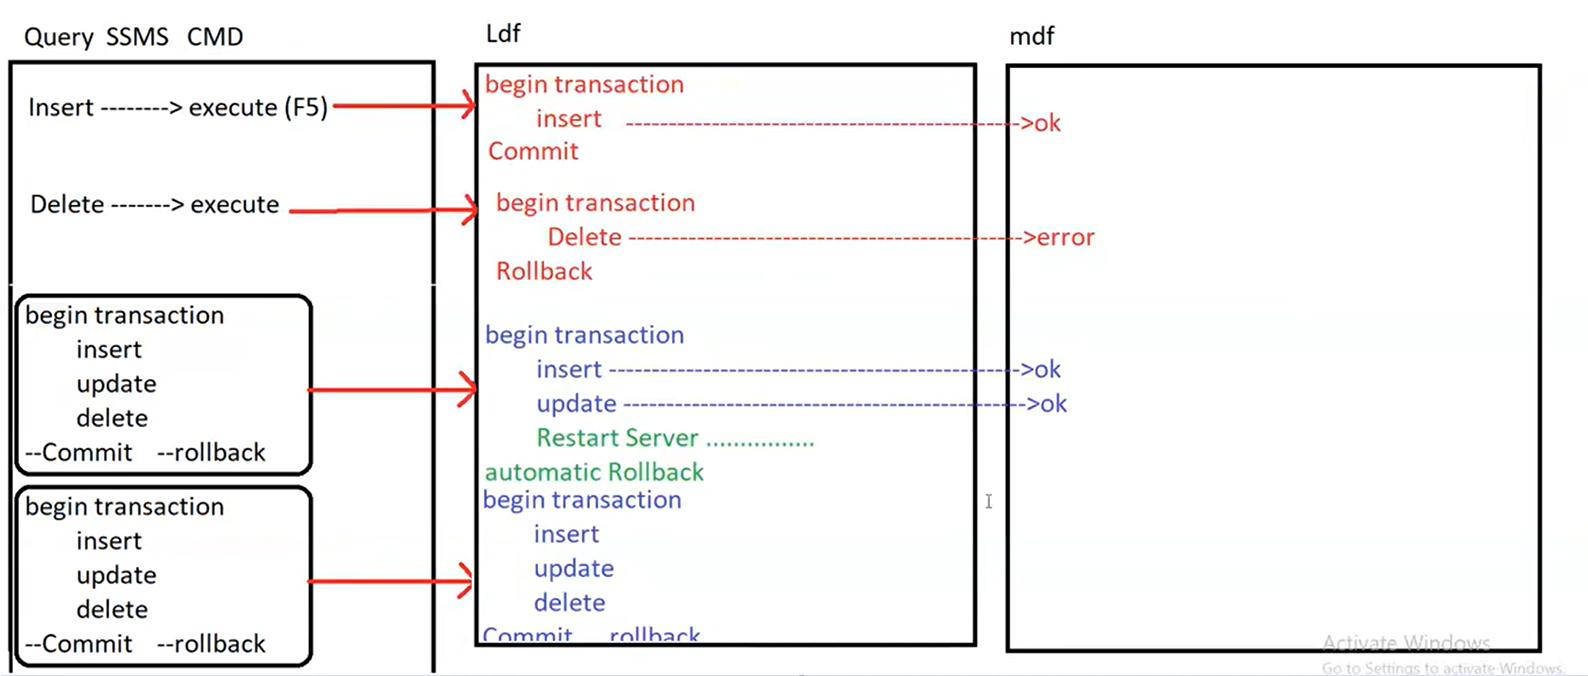 Query SSMS CMD
Insert --------> execute (F5)
Delete -------> execute
begin transaction
insert
update
delete
--Commit --rollback
begin transaction
insert
update
delete
--Commit --rollback
Ldf
begin transaction
insert ------------------------------------------------>ok
Commit
begin transaction
Delete ------------------------------------------------>error
Rollback
begin transaction
insert ------------------------------------------------>ok
update ------------------------------------------------>ok
Restart Server ................
automatic Rollback
begin transaction
insert
update
delete
Commit rollback
mdf
Activate Windows
Go to Settings to activate Windows.